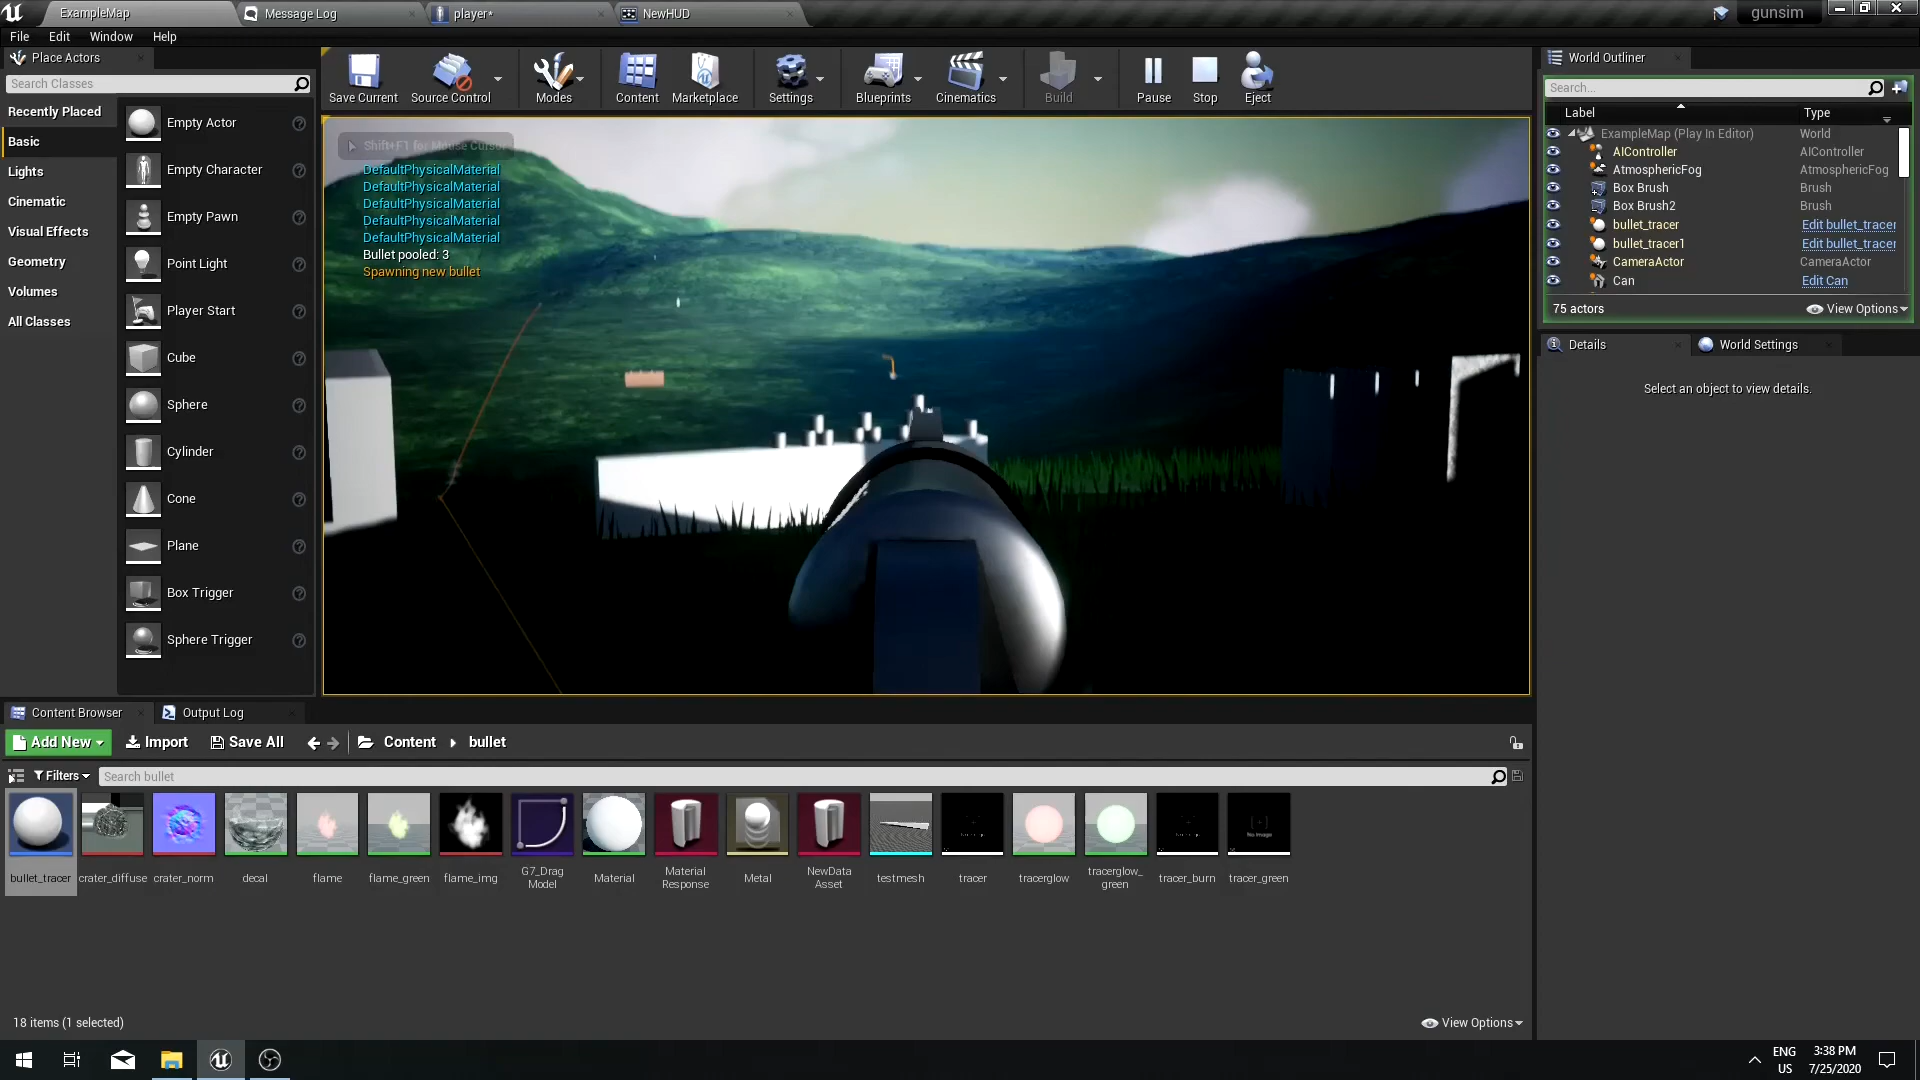 ExampleMap
Message Log
player*
NewHUD
gunsim
File Edit Window Help
Place Actors
Search Classes
Recently Placed
Basic
Lights
Cinematic
Visual Effects
Geometry
Volumes
All Classes
Empty Actor
Empty Character
Empty Pawn
Point Light
Player Start
Cube
Sphere
Cylinder
Cone
Plane
Box Trigger
Sphere Trigger
Save Current
Source Control
Modes
Content
Marketplace
Settings
Blueprints
Cinematics
Build
Pause
Stop
Eject
Shift+F1 for Mouse Cursor
DefaultPhysicalMaterial
DefaultPhysicalMaterial
DefaultPhysicalMaterial
DefaultPhysicalMaterial
DefaultPhysicalMaterial
Bullet pooled: 3
Spawning new bullet
World Outliner
Search...
Label Type
ExampleMap (Play In Editor) World
AIController AIController
AtmosphericFog AtmosphericFog
Box Brush Brush
Box Brush2 Brush
bullet_tracer Edit bullet_tracer
bullet_tracer1 Edit bullet_tracer
CameraActor CameraActor
Can Edit Can
75 actors
View Options
Details
World Settings
Select an object to view details.
Content Browser
Output Log
Add New
Import
Save All
Content
bullet
Filters
Search bullet
bullet_tracer
crater_diffuse
crater_norm
decal
flame
flame_green
flame_img
G7_Drag
Model
Material
Material
Response
Metal
NewData
Asset
testmesh
tracer
tracerglow
tracerglow_
green
tracer_burn
tracer_green
18 items (1 selected)
View Options
ENG
US
3:38 PM
7/25/2020